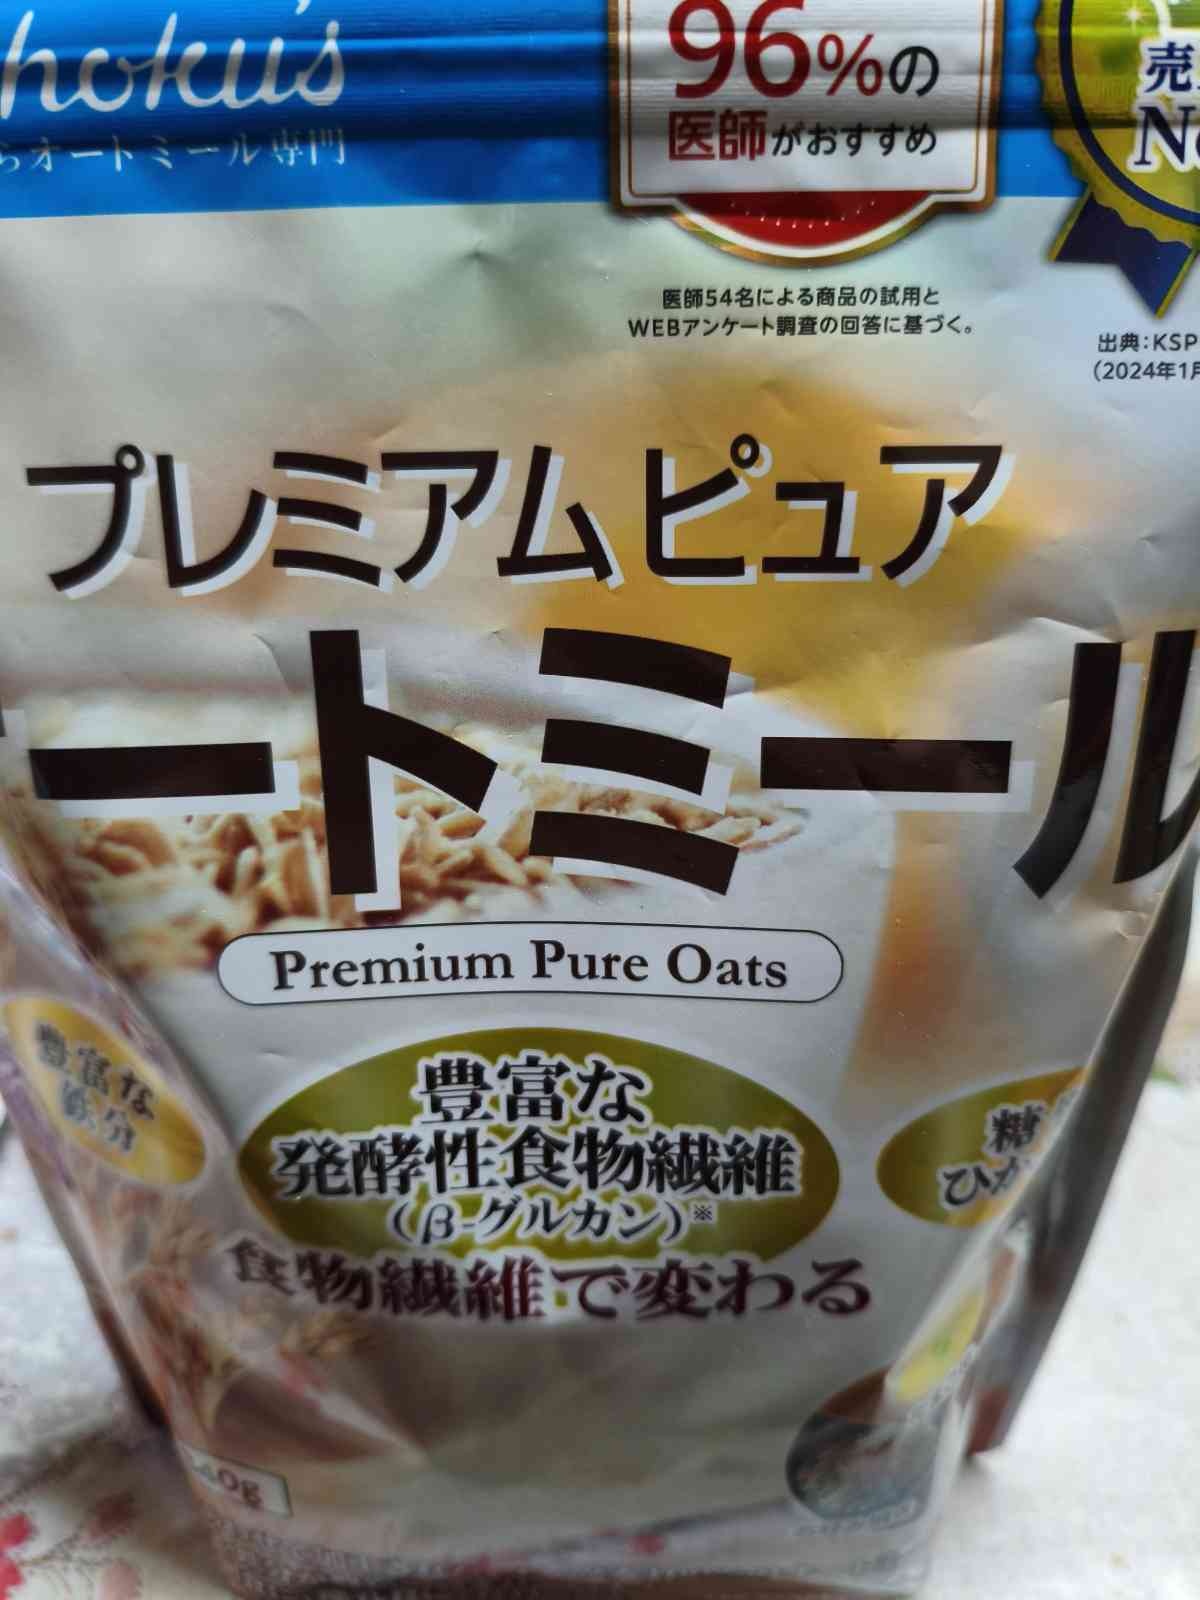 hoku's
らオートミール専門
96%の
医師がおすすめ
医師54名による商品の試用と
WEBアンケート調査の回答に基づく。
売
No
出典:KSP
(2024年1月
プレミアムピュア
ートミール
Premium Pure Oats
豊富な
鉄分
豊富な
発酵性食物繊維
(β-グルカン)※
食物繊維で変わる
糖
ひか
40g